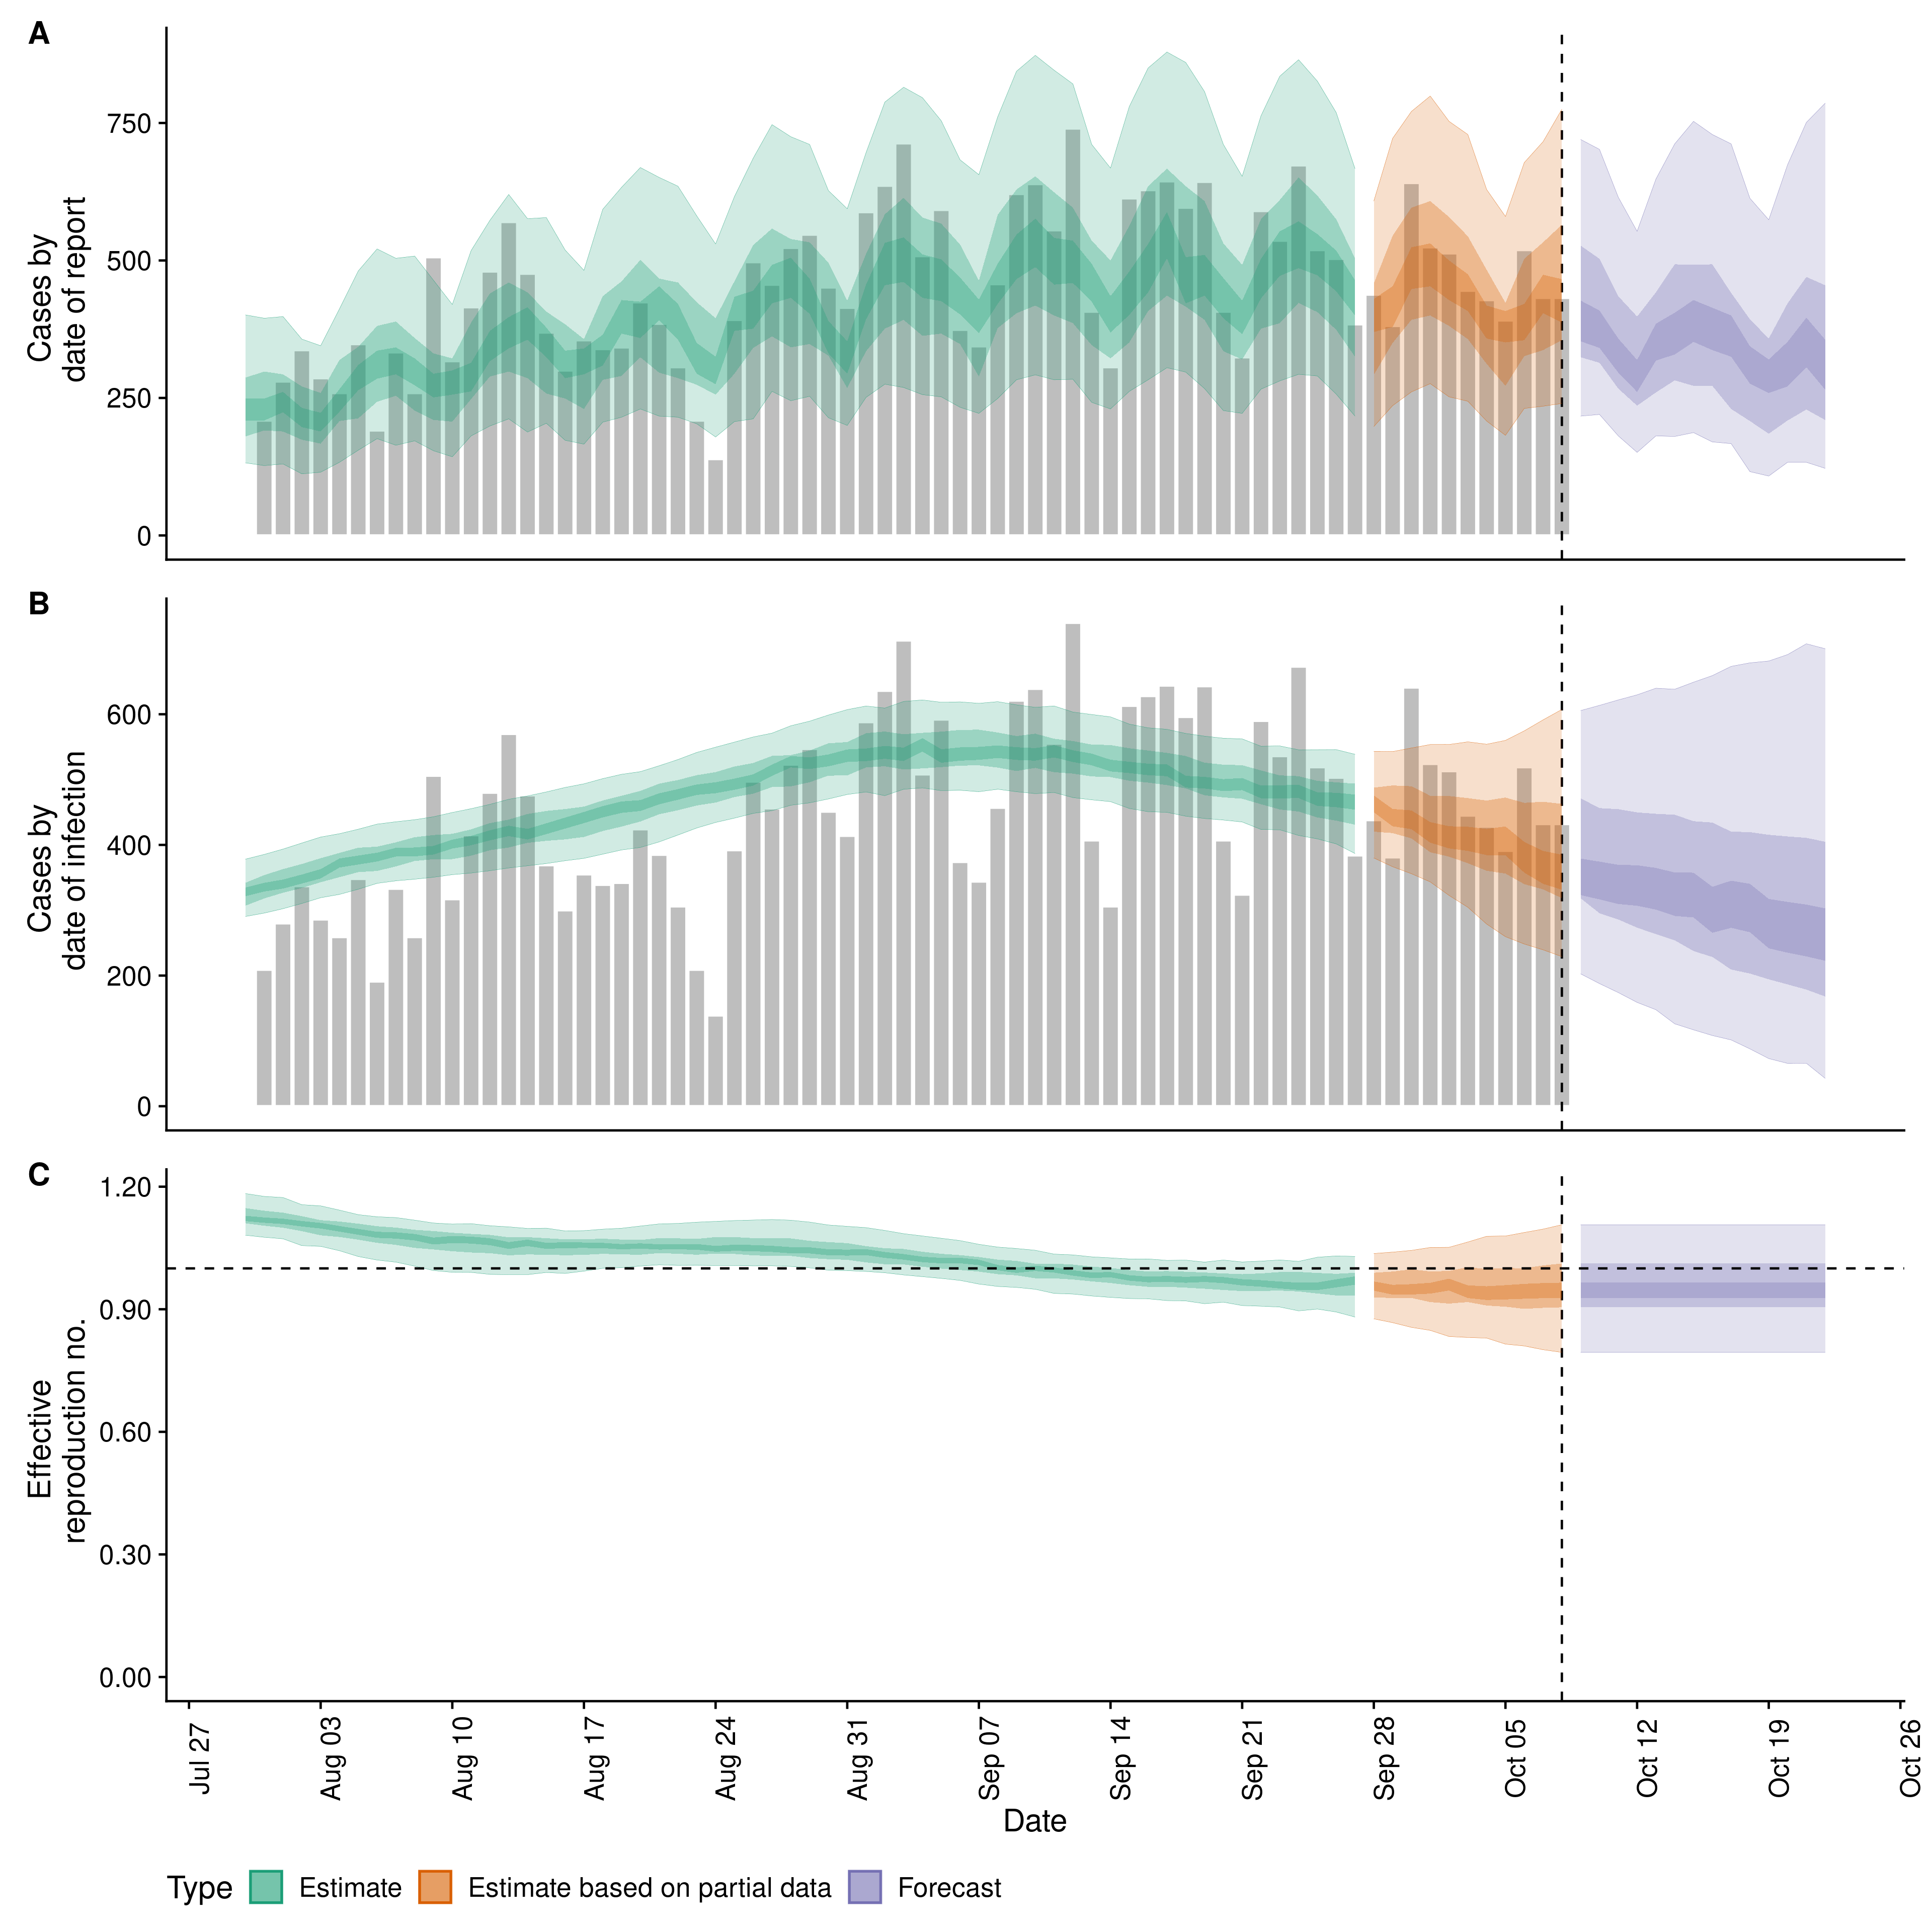 A
Cases by
date of report
750
500
250
0
B
Cases by
date of infection
600
400
200
0
C
Effective
reproduction no.
1.20
0.90
0.60
0.30
0.00
Jul 27
Aug 03
Aug 10
Aug 17
Aug 24
Aug 31
Sep 07
Sep 14
Sep 21
Sep 28
Oct 05
Oct 12
Oct 19
Oct 26
Date
Type Estimate Estimate based on partial data Forecast